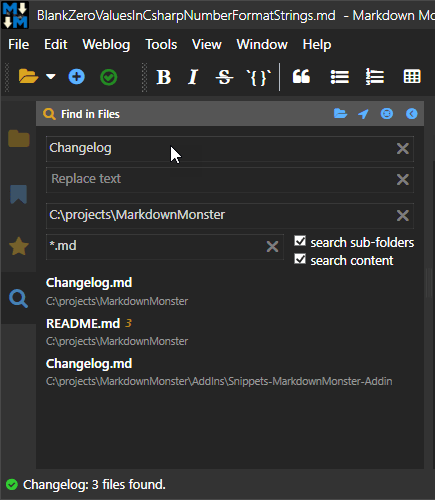 BlankZeroValuesInCsharpNumberFormatStrings.md - Markdown Mons
File Edit Weblog Tools View Window Help
B I S `{}`
Find in Files
Changelog
Replace text
C:\projects\MarkdownMonster
*.md
search sub-folders
search content
Changelog.md
C:\projects\MarkdownMonster
README.md 3
C:\projects\MarkdownMonster
Changelog.md
C:\projects\MarkdownMonster\AddIns\Snippets-MarkdownMonster-Addin
Changelog: 3 files found.